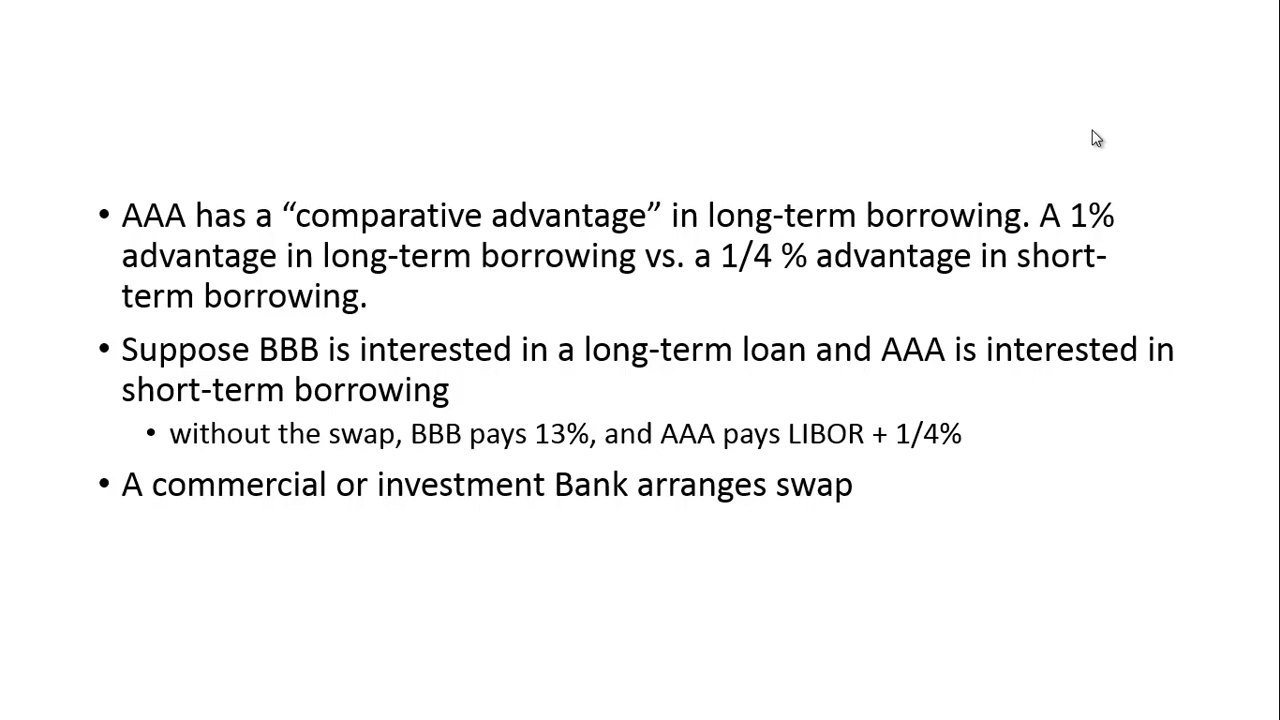 • AAA has a “comparative advantage” in long-term borrowing. A 1%
advantage in long-term borrowing vs. a 1/4 % advantage in short-
term borrowing.
• Suppose BBB is interested in a long-term loan and AAA is interested in
short-term borrowing
• without the swap, BBB pays 13%, and AAA pays LIBOR + 1/4%
• A commercial or investment Bank arranges swap